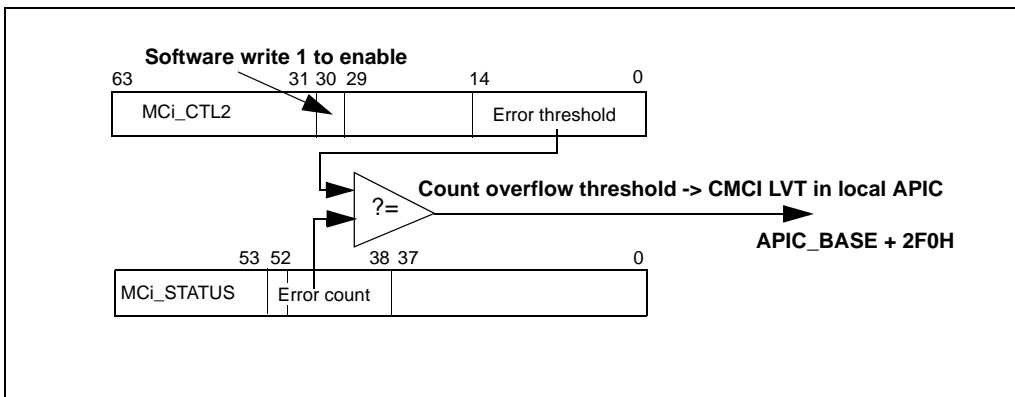 Software write 1 to enable
63 31 30 29 14 0
MCi_CTL2 Error threshold
Count overflow threshold -> CMCI LVT in local APIC
?=
APIC_BASE + 2F0H
53 52 38 37 0
MCi_STATUS Error count